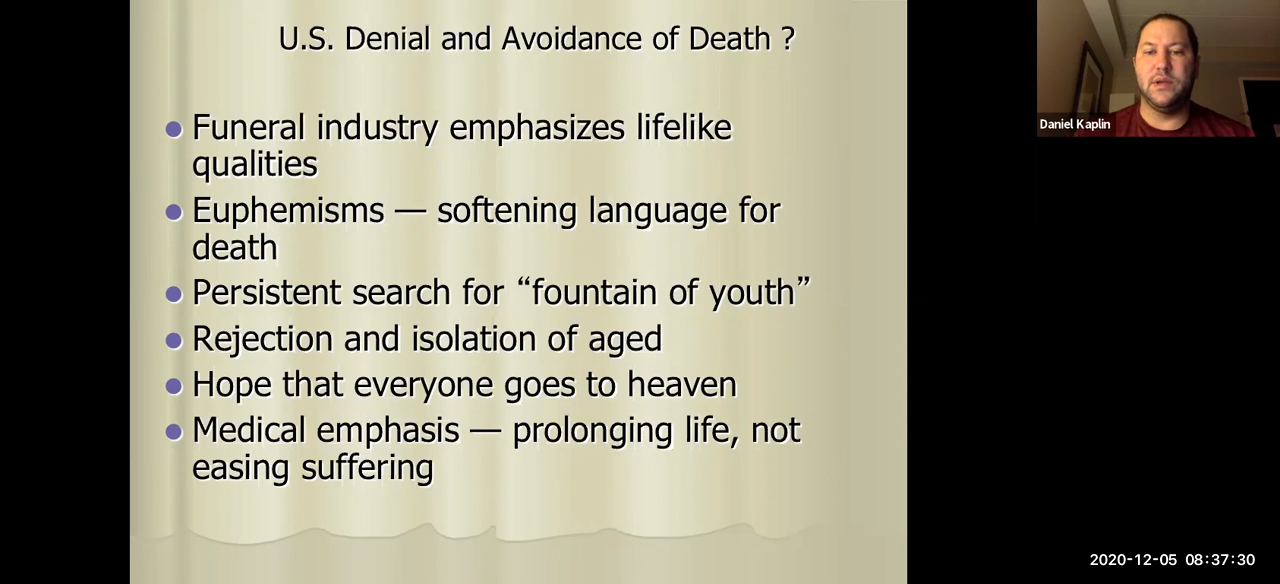 U.S. Denial and Avoidance of Death ?
Funeral industry emphasizes lifelike
qualities
Euphemisms — softening language for
death
Persistent search for “fountain of youth”
Rejection and isolation of aged
Hope that everyone goes to heaven
Medical emphasis — prolonging life, not
easing suffering
Daniel Kaplin
2020-12-05 08:37:30